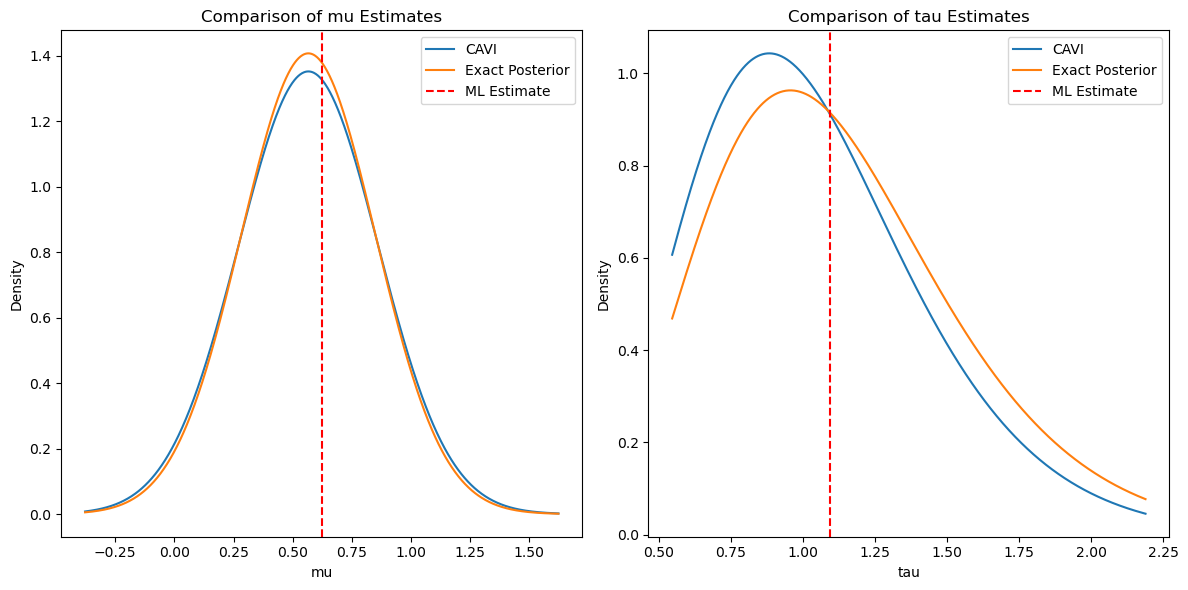 Comparison of mu Estimates
CAVI
Exact Posterior
ML Estimate
Density
1.4
1.2
1.0
0.8
0.6
0.4
0.2
0.0
−0.25
0.00
0.25
0.50
0.75
1.00
1.25
1.50
mu
Comparison of tau Estimates
CAVI
Exact Posterior
ML Estimate
Density
1.0
0.8
0.6
0.4
0.2
0.0
0.50
0.75
1.00
1.25
1.50
1.75
2.00
2.25
tau